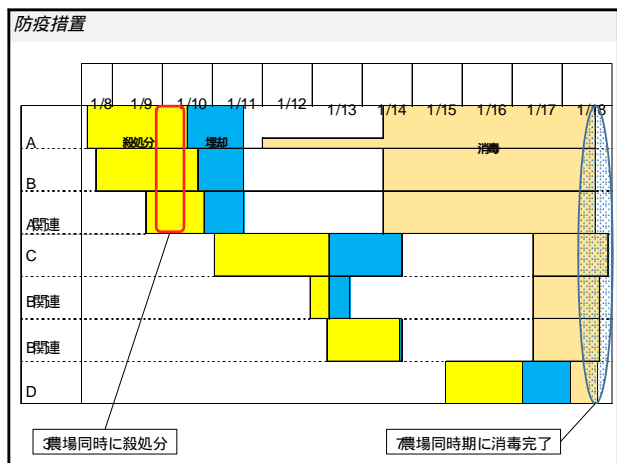 防疫措置
1/8 1/9 1/10 1/11 1/12 1/13 1/14 1/15 1/16 1/17 1/18
A 殺処分 埋却 消毒
B
A関連
C
B関連
B関連
D
3農場同時に殺処分 7農場同時期に消毒完了